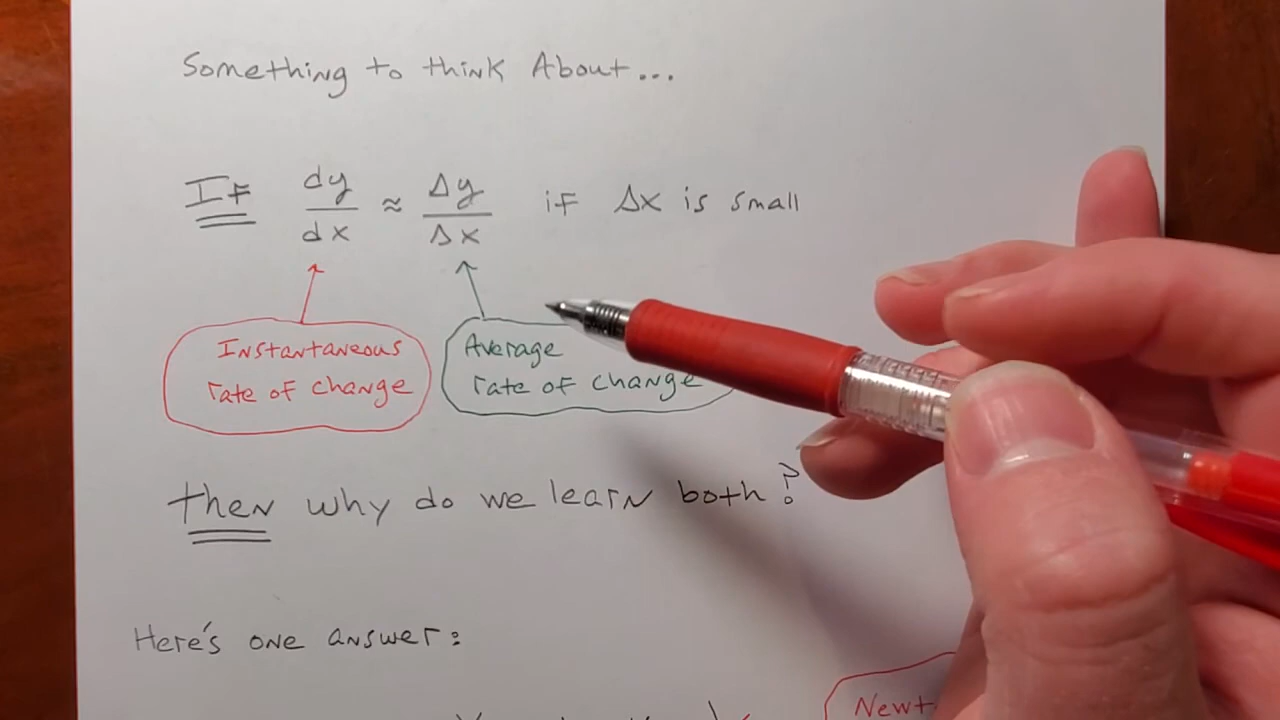 Something to think About...
If dy/dx ≈ Δy/Δx if Δx is small
Instantaneous
rate of change
Average
rate of change
then why do we learn both?
Here's one answer: